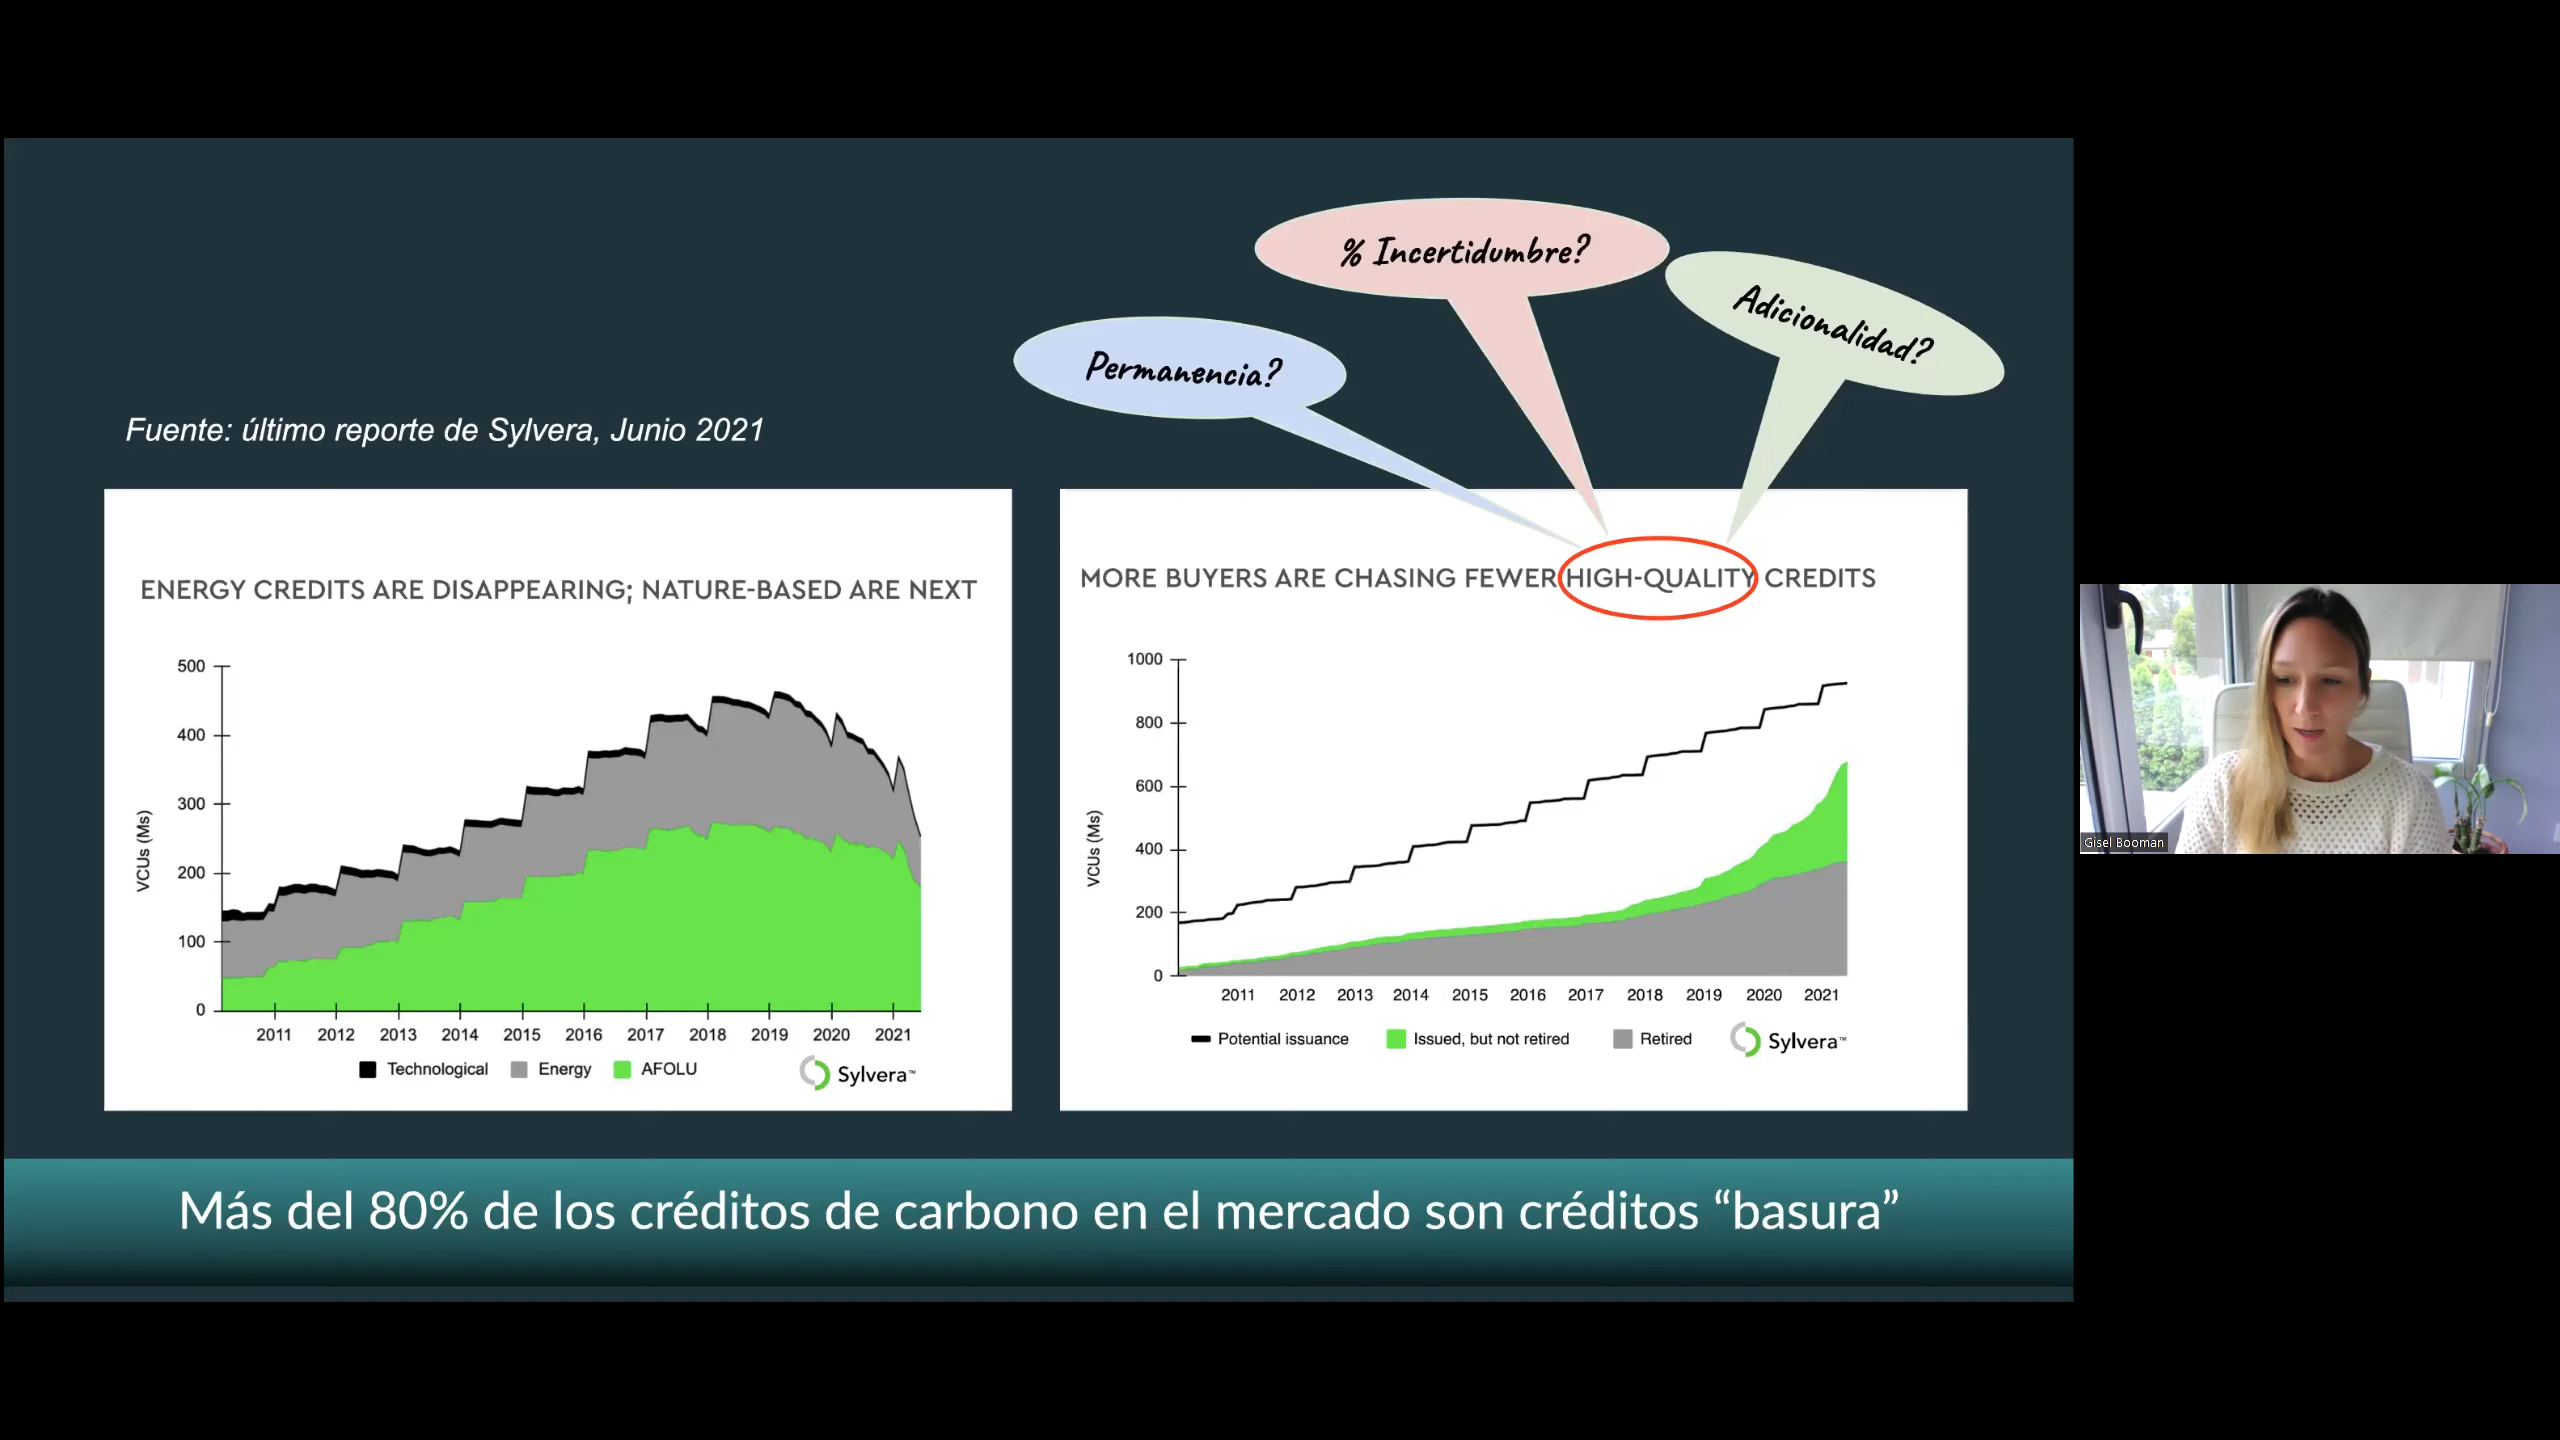 % Incertidumbre?
Adicionalidad?
Permanencia?
Fuente: último reporte de Sylvera, Junio 2021
ENERGY CREDITS ARE DISAPPEARING; NATURE-BASED ARE NEXT
500
400
300
200
100
0
VCUs (Ms)
2011 2012 2013 2014 2015 2016 2017 2018 2019 2020 2021
Technological Energy AFOLU
Sylvera™
MORE BUYERS ARE CHASING FEWER HIGH-QUALITY CREDITS
1000
800
600
400
200
0
VCUs (Ms)
2011 2012 2013 2014 2015 2016 2017 2018 2019 2020 2021
Potential issuance Issued, but not retired Retired
Sylvera™
Más del 80% de los créditos de carbono en el mercado son créditos “basura”
Gisel Booman